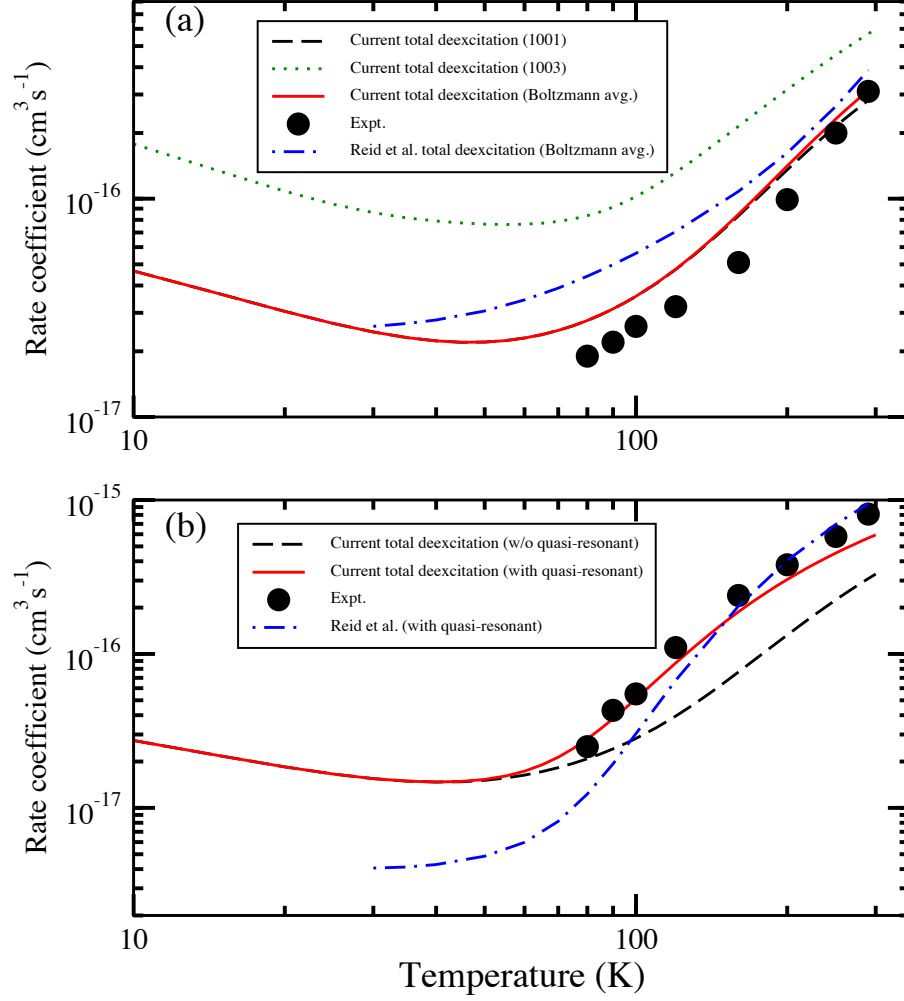 (a)
Current total deexcitation (1001)
Current total deexcitation (1003)
Current total deexcitation (Boltzmann avg.)
Expt.
Reid et al. total deexcitation (Boltzmann avg.)
Rate coefficient (cm³s⁻¹)
10⁻¹⁶
10⁻¹⁷
10
100
(b)
Current total deexcitation (w/o quasi-resonant)
Current total deexcitation (with quasi-resonant)
Expt.
Reid et al. (with quasi-resonant)
Rate coefficient (cm³s⁻¹)
10⁻¹⁵
10⁻¹⁶
10⁻¹⁷
10
100
Temperature (K)